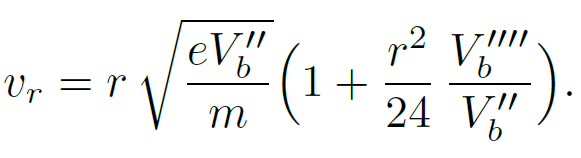 $v_r = r \sqrt{\frac{eV_b''}{m}} \Big( 1 + \frac{r^2}{24} \, \frac{V_b''''}{V_b''} \Big).$